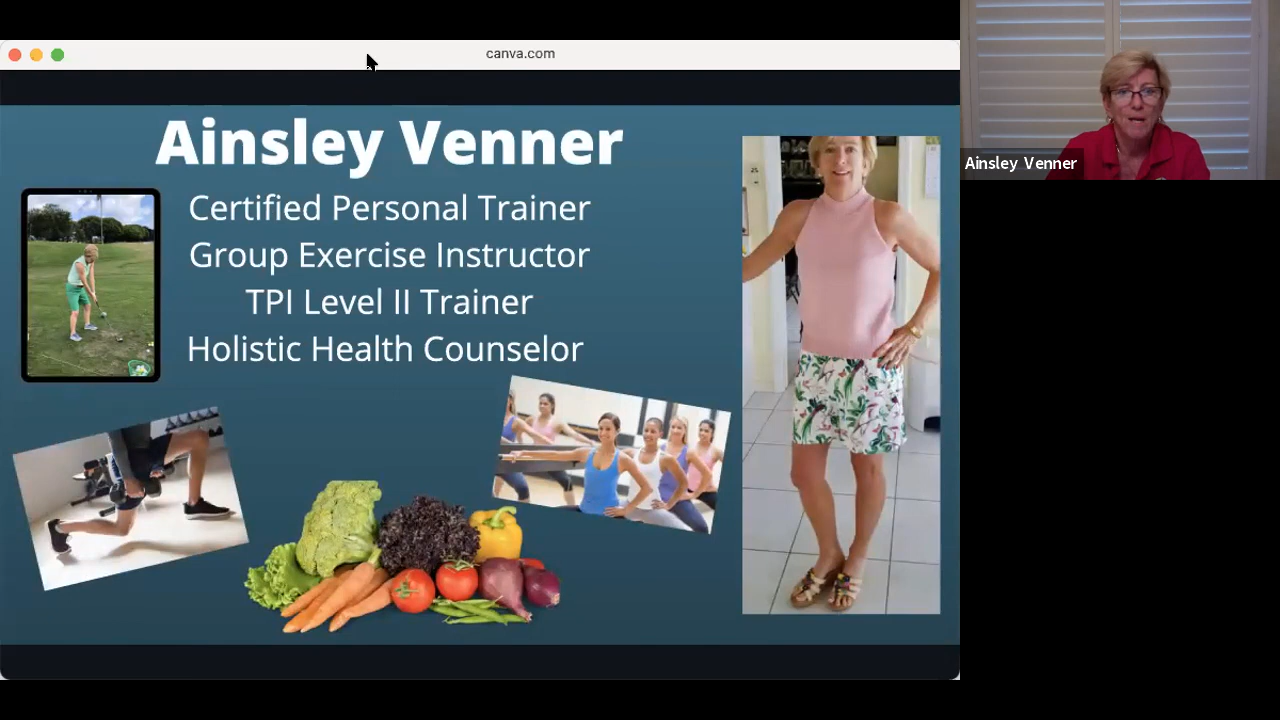 canva.com
Ainsley Venner
Certified Personal Trainer
Group Exercise Instructor
TPI Level II Trainer
Holistic Health Counselor
Ainsley Venner